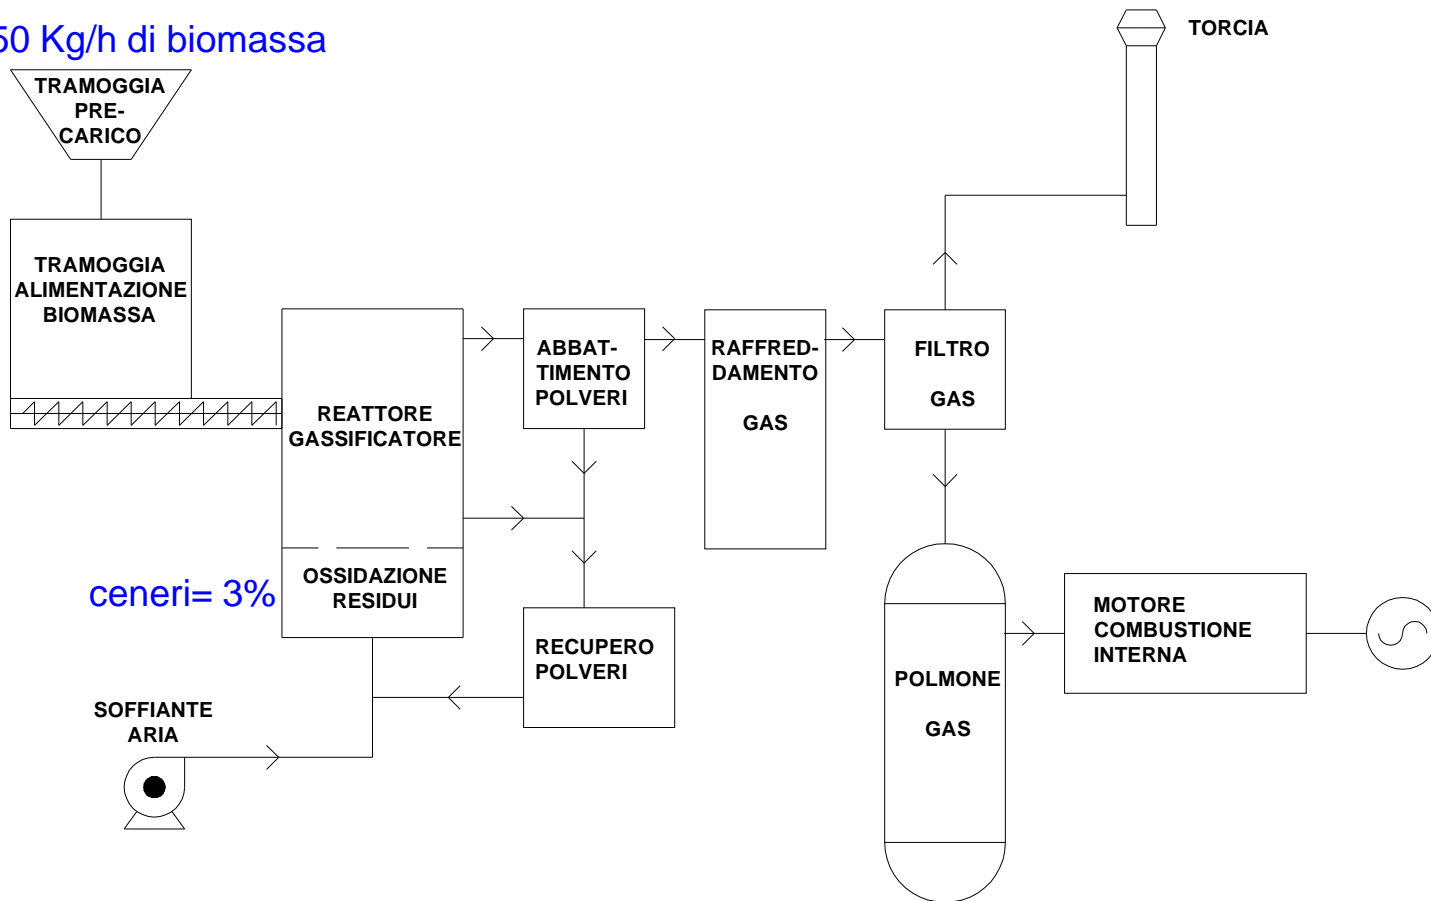 50 Kg/h di biomassa
TRAMOGGIA
PRE-
CARICO
TORCIA
TRAMOGGIA
ALIMENTAZIONE
BIOMASSA
REATTORE
GASSIFICATORE
ABBAT-
TIMENTO
POLVERI
RAFFRED-
DAMENTO
GAS
FILTRO
GAS
ceneri= 3%
OSSIDAZIONE
RESIDUI
RECUPERO
POLVERI
SOFFIANTE
ARIA
POLMONE
GAS
MOTORE
COMBUSTIONE
INTERNA